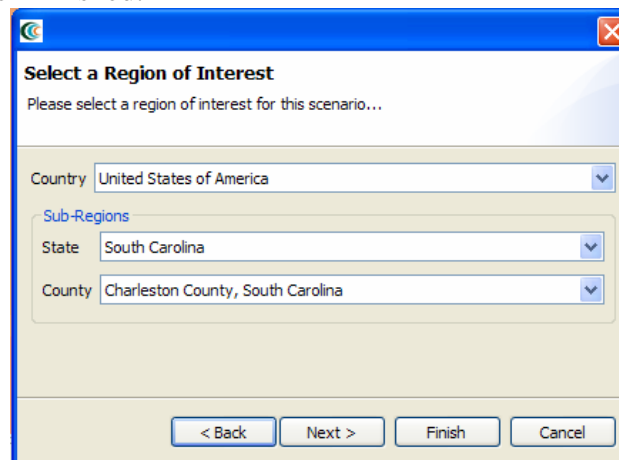 Select a Region of Interest
Please select a region of interest for this scenario...
Country United States of America
Sub-Regions
State South Carolina
County Charleston County, South Carolina
< Back Next > Finish Cancel